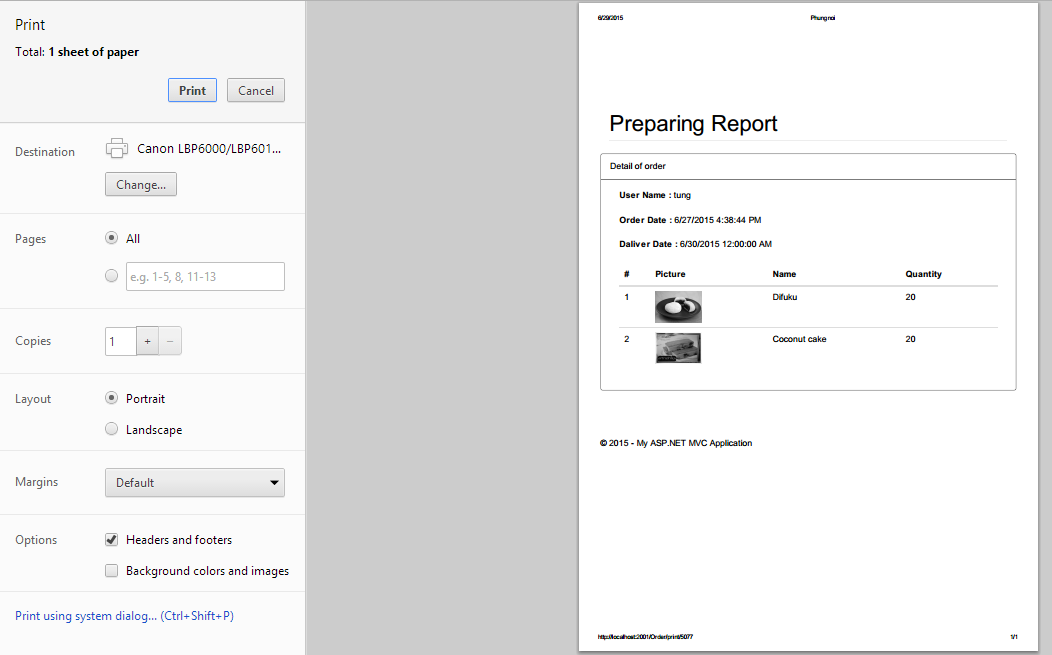 Print
Total: 1 sheet of paper
Print Cancel
Destination Canon LBP6000/LBP601...
Change...
Pages All
e.g. 1-5, 8, 11-13
Copies 1 + −
Layout Portrait
Landscape
Margins Default
Options Headers and footers
Background colors and images
Print using system dialog... (Ctrl+Shift+P)
6/29/2015 Phungnoi
Preparing Report
Detail of order
User Name : tung
Order Date : 6/27/2015 4:38:44 PM
Daliver Date : 6/30/2015 12:00:00 AM
# Picture Name Quantity
1 Difuku 20
2 Coconut cake 20
© 2015 - My ASP.NET MVC Application
http://localhost:2001/Order/print/5077 1/1